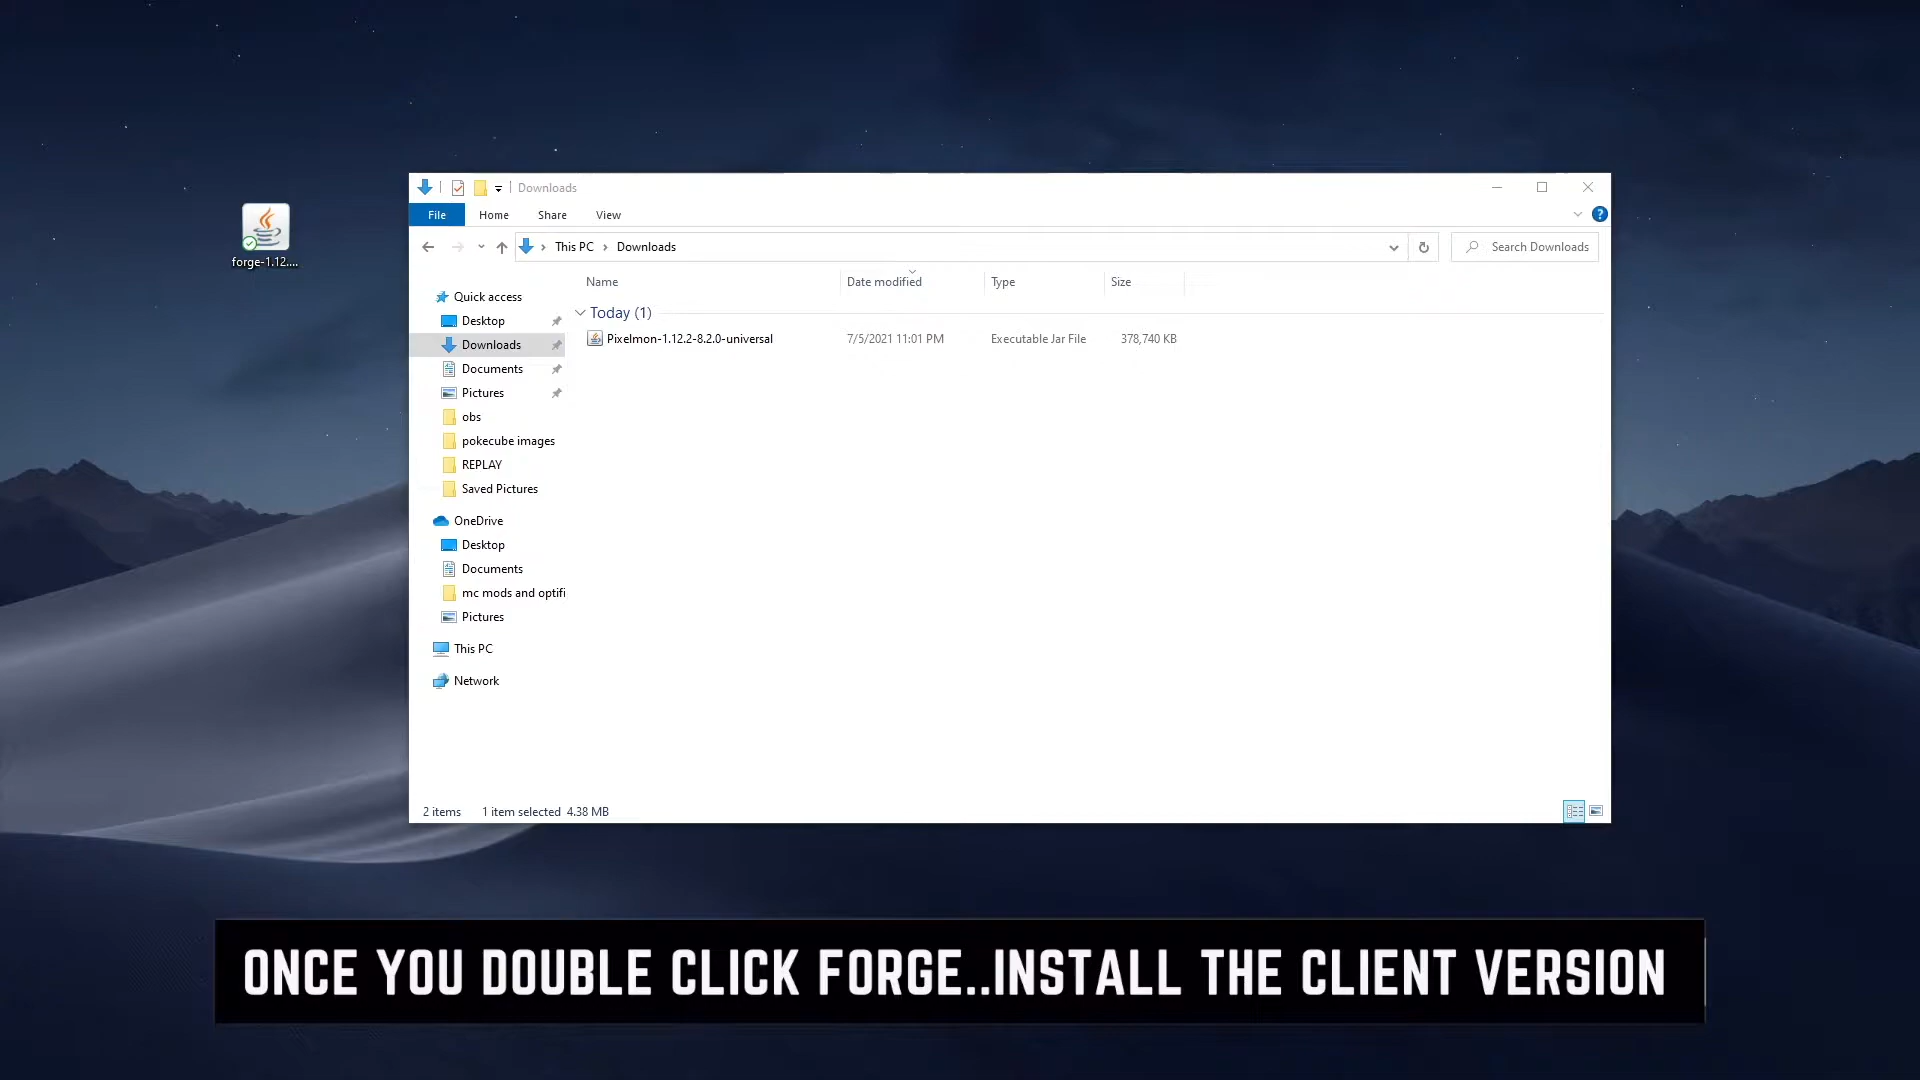 forge-1.12....
Downloads
File Home Share View
This PC Downloads
Search Downloads
Name Date modified Type Size
Quick access
Desktop
Downloads
Documents
Pictures
obs
pokecube images
REPLAY
Saved Pictures
OneDrive
Desktop
Documents
mc mods and optifi
Pictures
This PC
Network
Today (1)
Pixelmon-1.12.2-8.2.0-universal 7/5/2021 11:01 PM Executable Jar File 378,740 KB
2 items 1 item selected 4.38 MB
ONCE YOU DOUBLE CLICK FORGE..INSTALL THE CLIENT VERSION